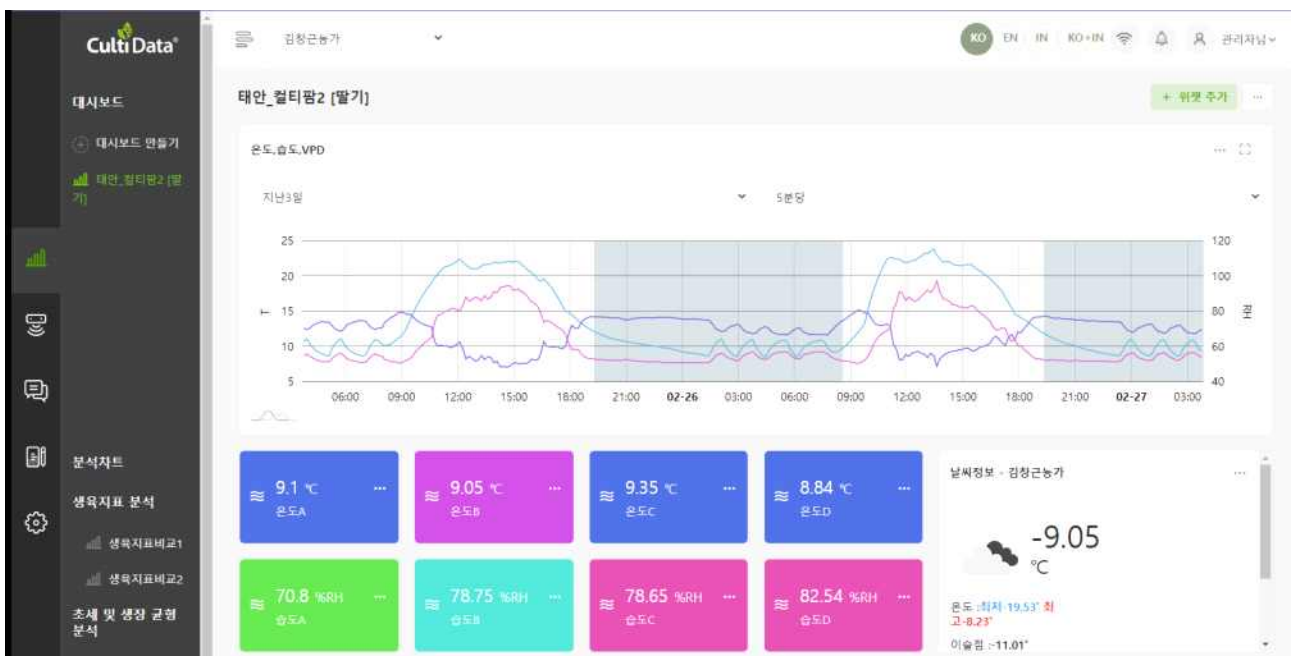 CultiData®
김창근농가
KO EN IN KO+IN 관리자님
대시보드
대시보드 만들기
태안_컬티팜2 [딸
기]
분석차트
생육지표 분석
생육지표비교1
생육지표비교2
초세 및 생장 균형
분석
태안_컬티팜2 [딸기]
+ 위젯 추가 ...
온도,습도,VPD ...
지난3일
5분당
25 120
20 100
T 15 80 RH
10 60
5 40
06:00 09:00 12:00 15:00 18:00 21:00 02-26 03:00 06:00 09:00 12:00 15:00 18:00 21:00 02-27 03:00
9.1 ℃ ...
온도A
9.05 ℃ ...
온도B
9.35 ℃ ...
온도C
8.84 ℃ ...
온도D
70.8 %RH ...
습도A
78.75 %RH ...
습도B
78.65 %RH ...
습도C
82.54 %RH ...
습도D
날씨정보 - 김창근농가 ...
-9.05
℃
온도 :최저-19.53° 최
고-8.23°
이슬점 :-11.01°